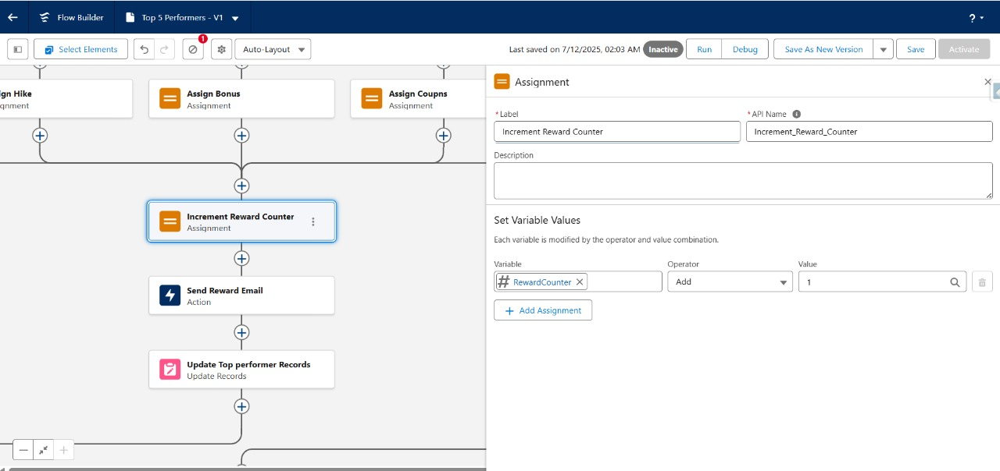 Flow Builder
Top 5 Performers - V1
?
Select Elements
1
Auto-Layout
Last saved on 7/12/2025, 02:03 AM
Inactive
Run
Debug
Save As New Version
Save
Activate
ign Hike
gnment
Assign Bonus
Assignment
Assign Coupns
Assignment
Increment Reward Counter
Assignment
Send Reward Email
Action
Update Top performer Records
Update Records
Assignment
*Label
Increment Reward Counter
*API Name
Increment_Reward_Counter
Description
Set Variable Values
Each variable is modified by the operator and value combination.
Variable
Operator
Value
RewardCounter
Add
1
Add Assignment